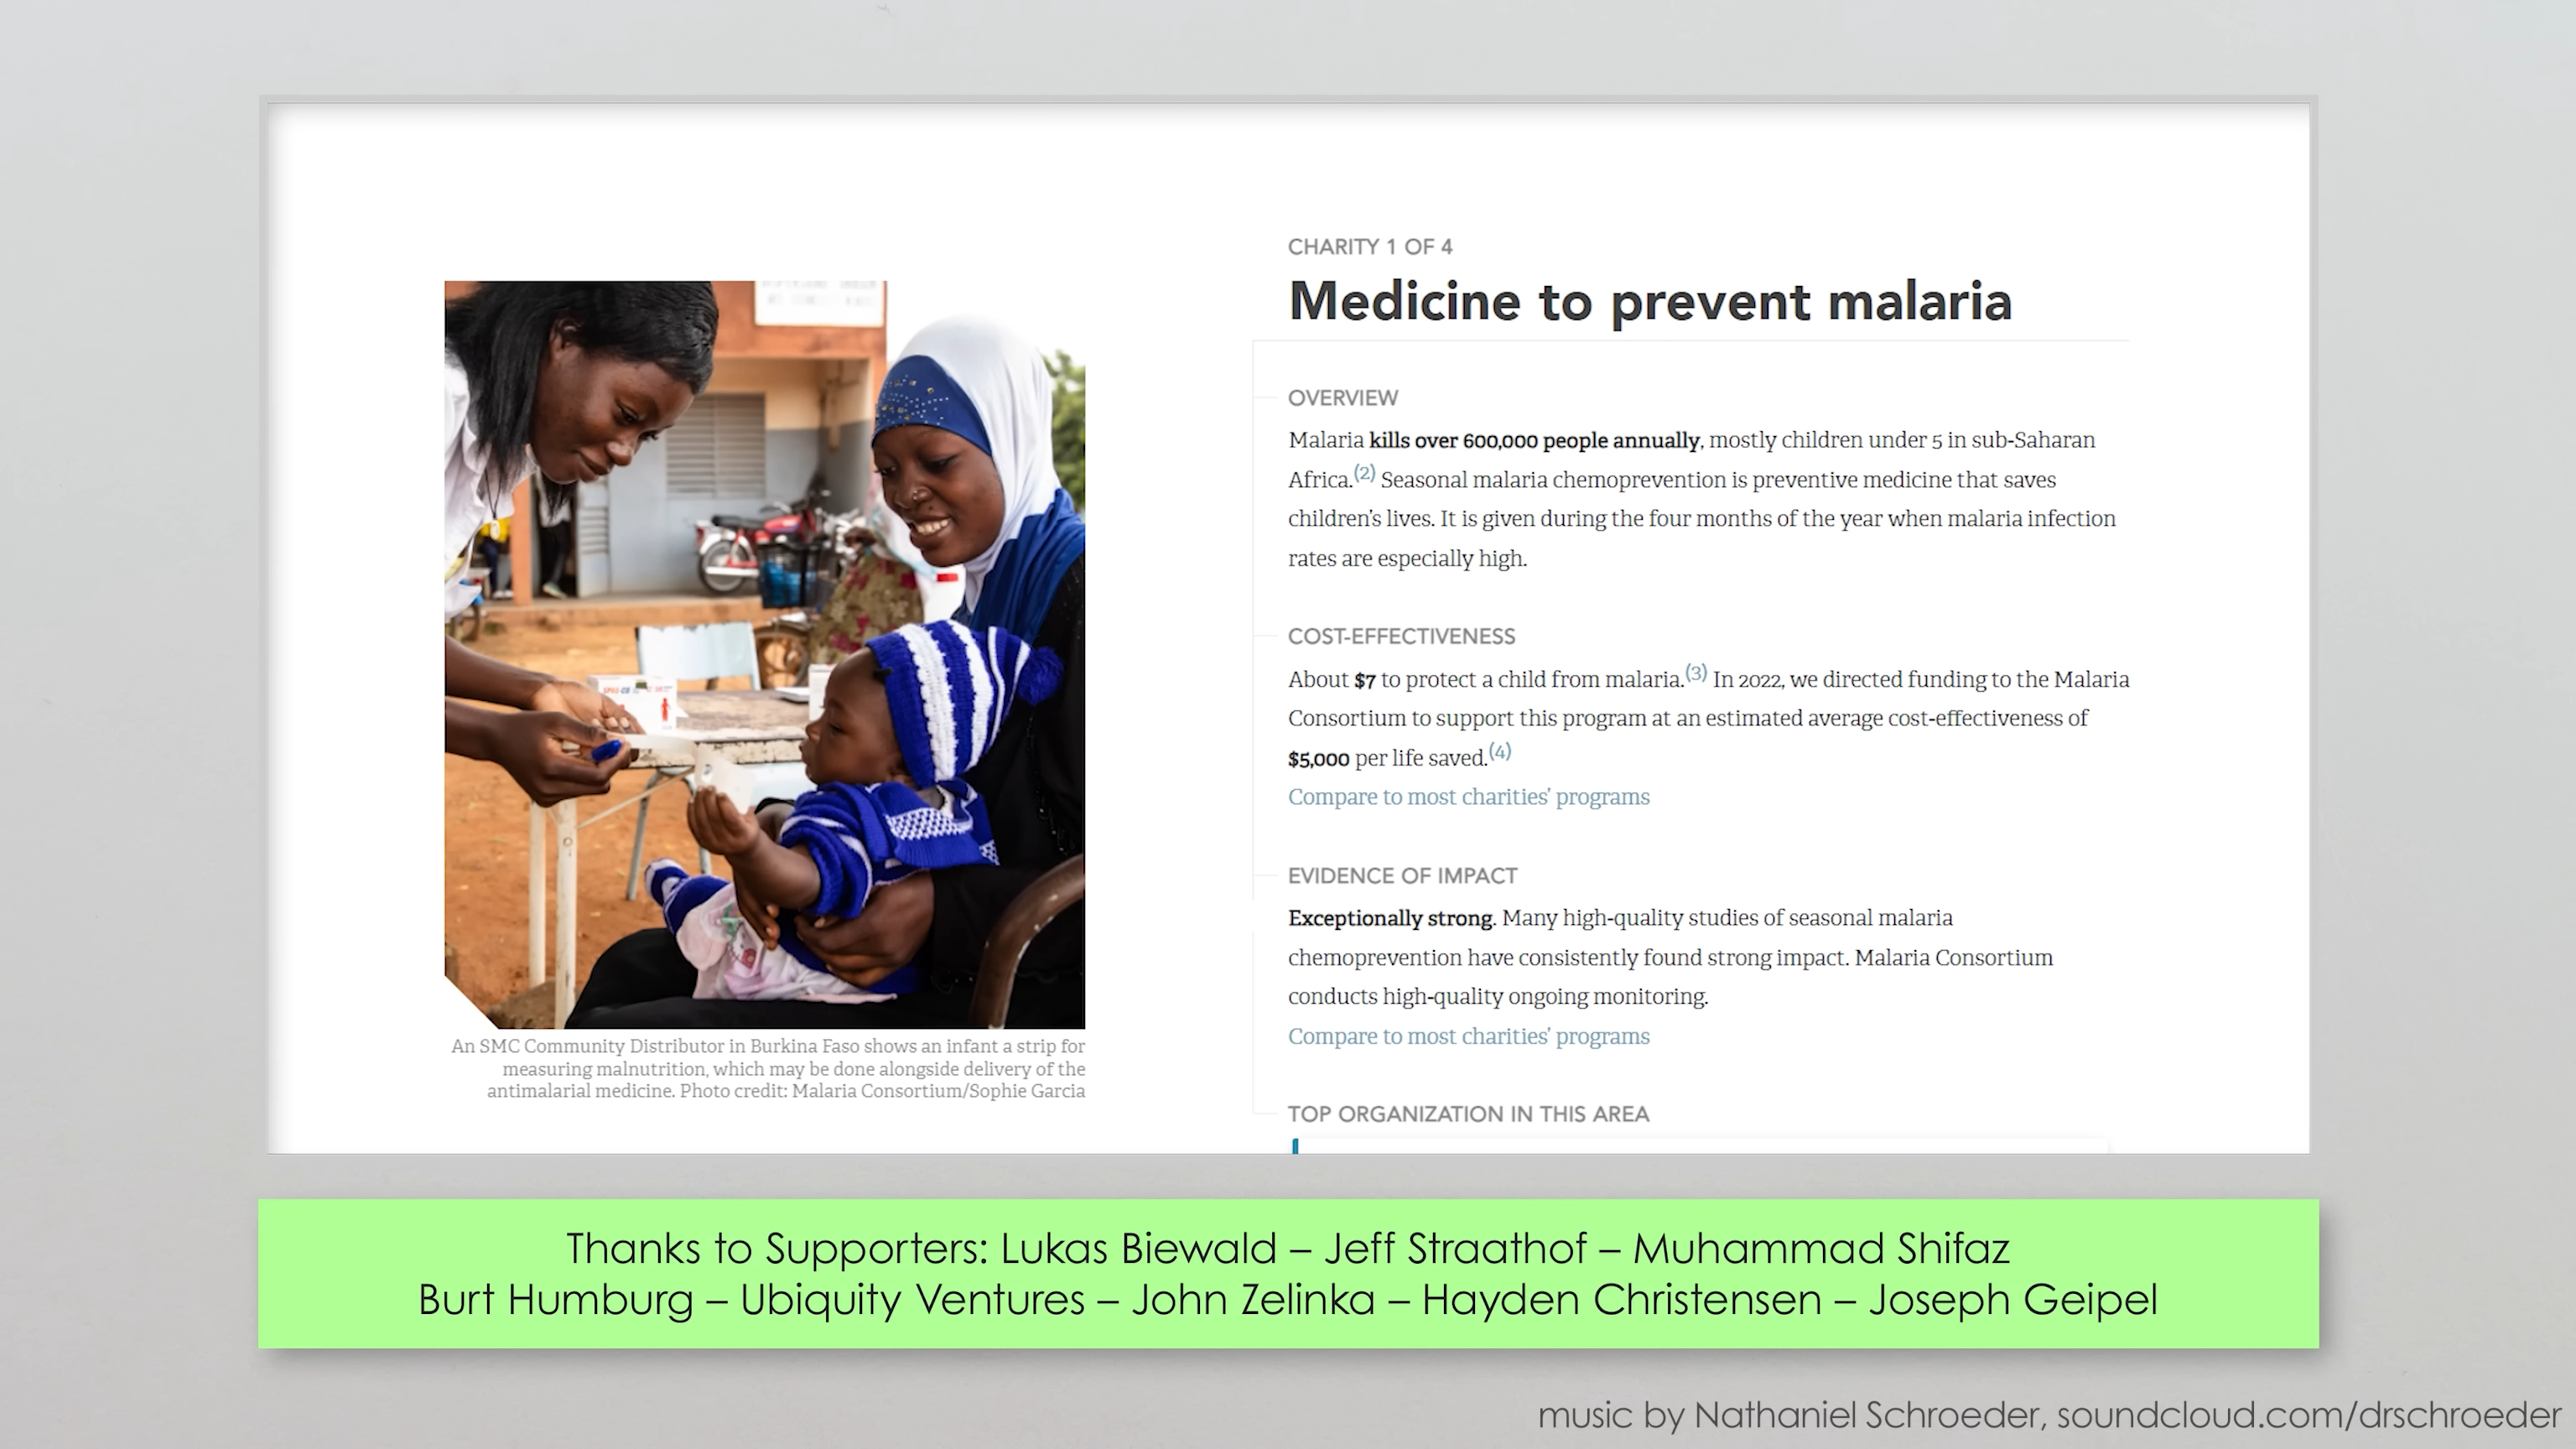 CHARITY 1 OF 4
Medicine to prevent malaria
OVERVIEW
Malaria kills over 600,000 people annually, mostly children under 5 in sub-Saharan
Africa.(2) Seasonal malaria chemoprevention is preventive medicine that saves
children's lives. It is given during the four months of the year when malaria infection
rates are especially high.
COST-EFFECTIVENESS
About $7 to protect a child from malaria.(3) In 2022, we directed funding to the Malaria
Consortium to support this program at an estimated average cost-effectiveness of
$5,000 per life saved.(4)
Compare to most charities' programs
EVIDENCE OF IMPACT
Exceptionally strong. Many high-quality studies of seasonal malaria
chemoprevention have consistently found strong impact. Malaria Consortium
conducts high-quality ongoing monitoring.
Compare to most charities' programs
TOP ORGANIZATION IN THIS AREA
An SMC Community Distributor in Burkina Faso shows an infant a strip for
measuring malnutrition, which may be done alongside delivery of the
antimalarial medicine. Photo credit: Malaria Consortium/Sophie Garcia
Thanks to Supporters: Lukas Biewald – Jeff Straathof – Muhammad Shifaz
Burt Humburg – Ubiquity Ventures – John Zelinka – Hayden Christensen – Joseph Geipel
music by Nathaniel Schroeder, soundcloud.com/drschroeder